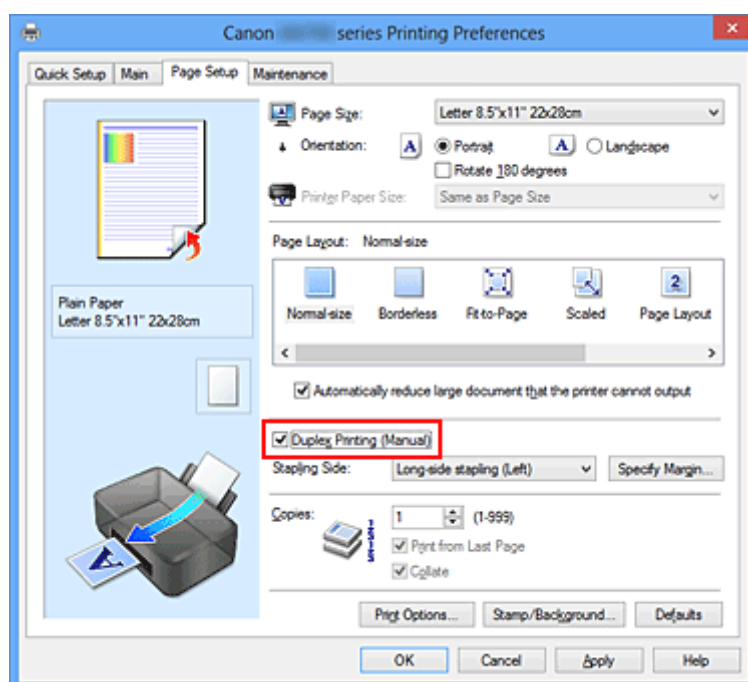 Canon series Printing Preferences
Quick Setup Main Page Setup Maintenance
Page Size: Letter 8.5"x11" 22x28cm
Orientation: A Portrait A Landscape
Rotate 180 degrees
Printer Paper Size: Same as Page Size
Page Layout: Normal-size
2
Normal-size Borderless Fit-to-Page Scaled Page Layout
Plain Paper
Letter 8.5"x11" 22x28cm
Automatically reduce large document that the printer cannot output
Duplex Printing (Manual)
Stapling Side: Long-side stapling (Left) Specify Margin...
Copies: 1 (1-999)
Print from Last Page
Collate
A
Print Options... Stamp/Background... Defaults
OK Cancel Apply Help